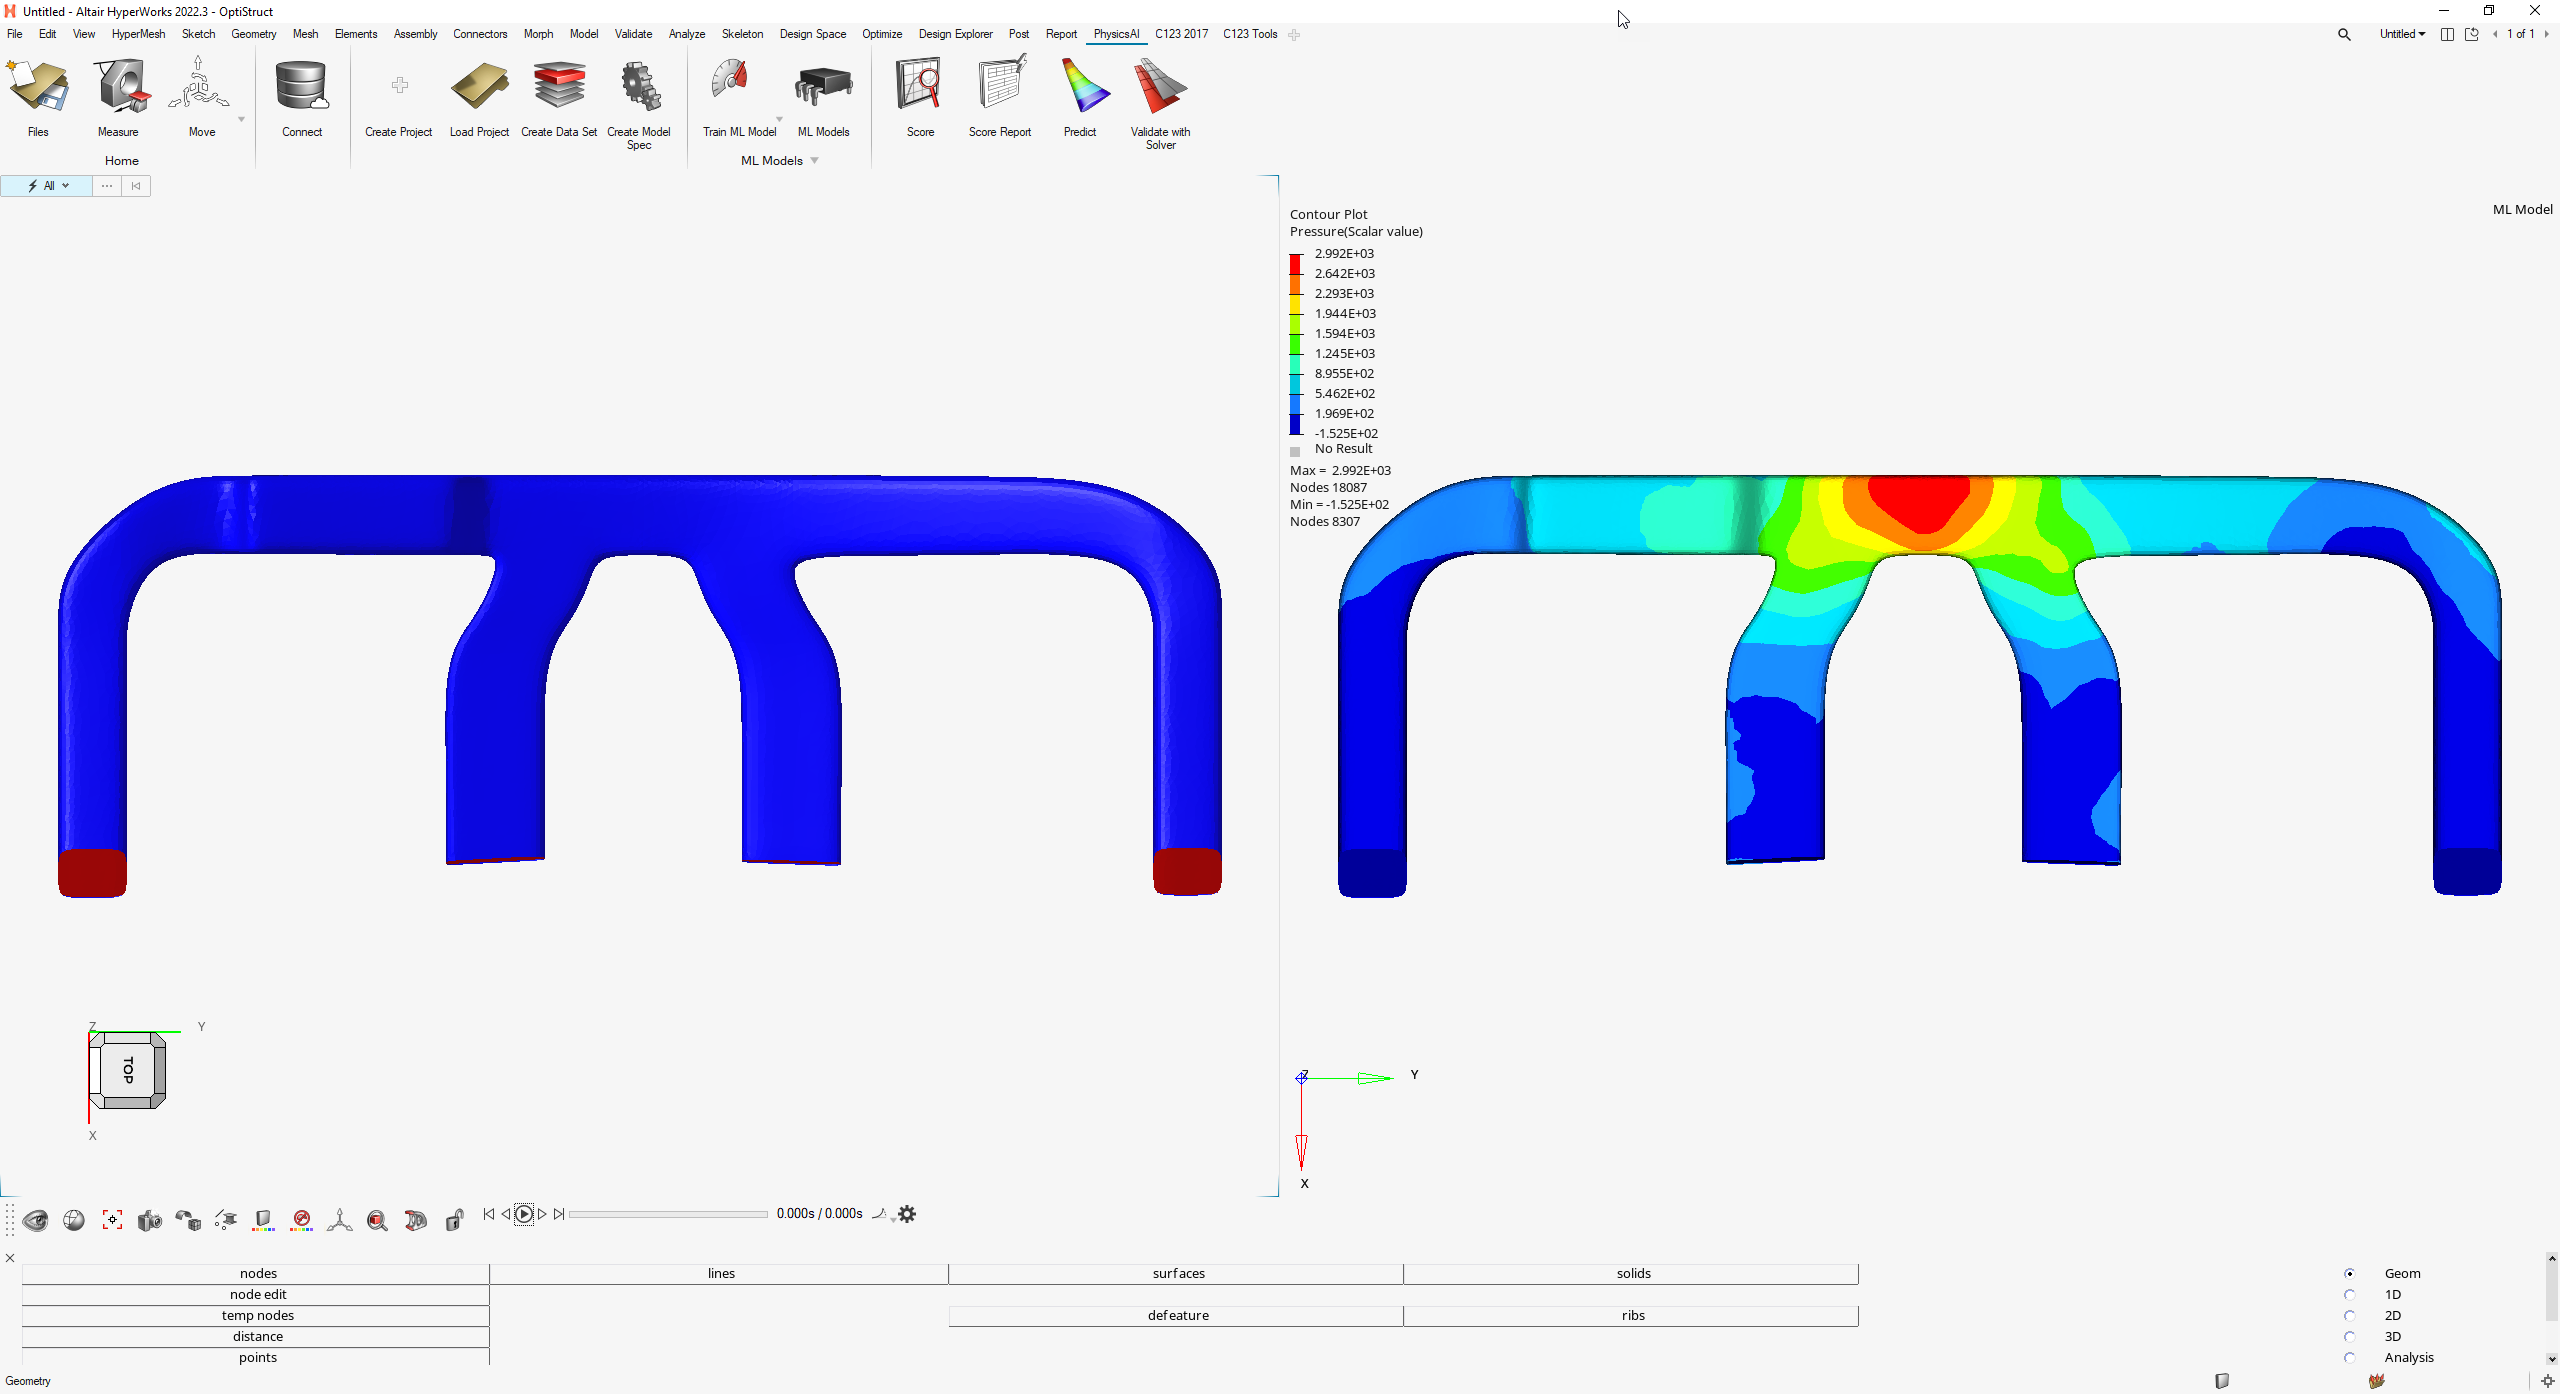 Untitled - Altair HyperWorks 2022.3 - OptiStruct
File Edit View HyperMesh Sketch Geometry Mesh Elements Assembly Connectors Morph Model Validate Analyze Skeleton Design Space Optimize Design Explorer Post Report PhysicsAI C123 2017 C123 Tools
Untitled 1 of 1
Files Measure Move Connect Create Project Load Project Create Data Set Create Model Spec Train ML Model ML Models Score Score Report Predict Validate with Solver
Home ML Models
All
ML Model
Contour Plot
Pressure(Scalar value)
2.992E+03
2.642E+03
2.293E+03
1.944E+03
1.594E+03
1.245E+03
8.955E+02
5.462E+02
1.969E+02
-1.525E+02
No Result
Max = 2.992E+03
Nodes 18087
Min = -1.525E+02
Nodes 8307
Z Y
TOP
X
Z Y
X
0.000s / 0.000s
nodes lines surfaces solids Geom
node edit 1D
temp nodes defeature ribs 2D
distance 3D
points Analysis
Geometry